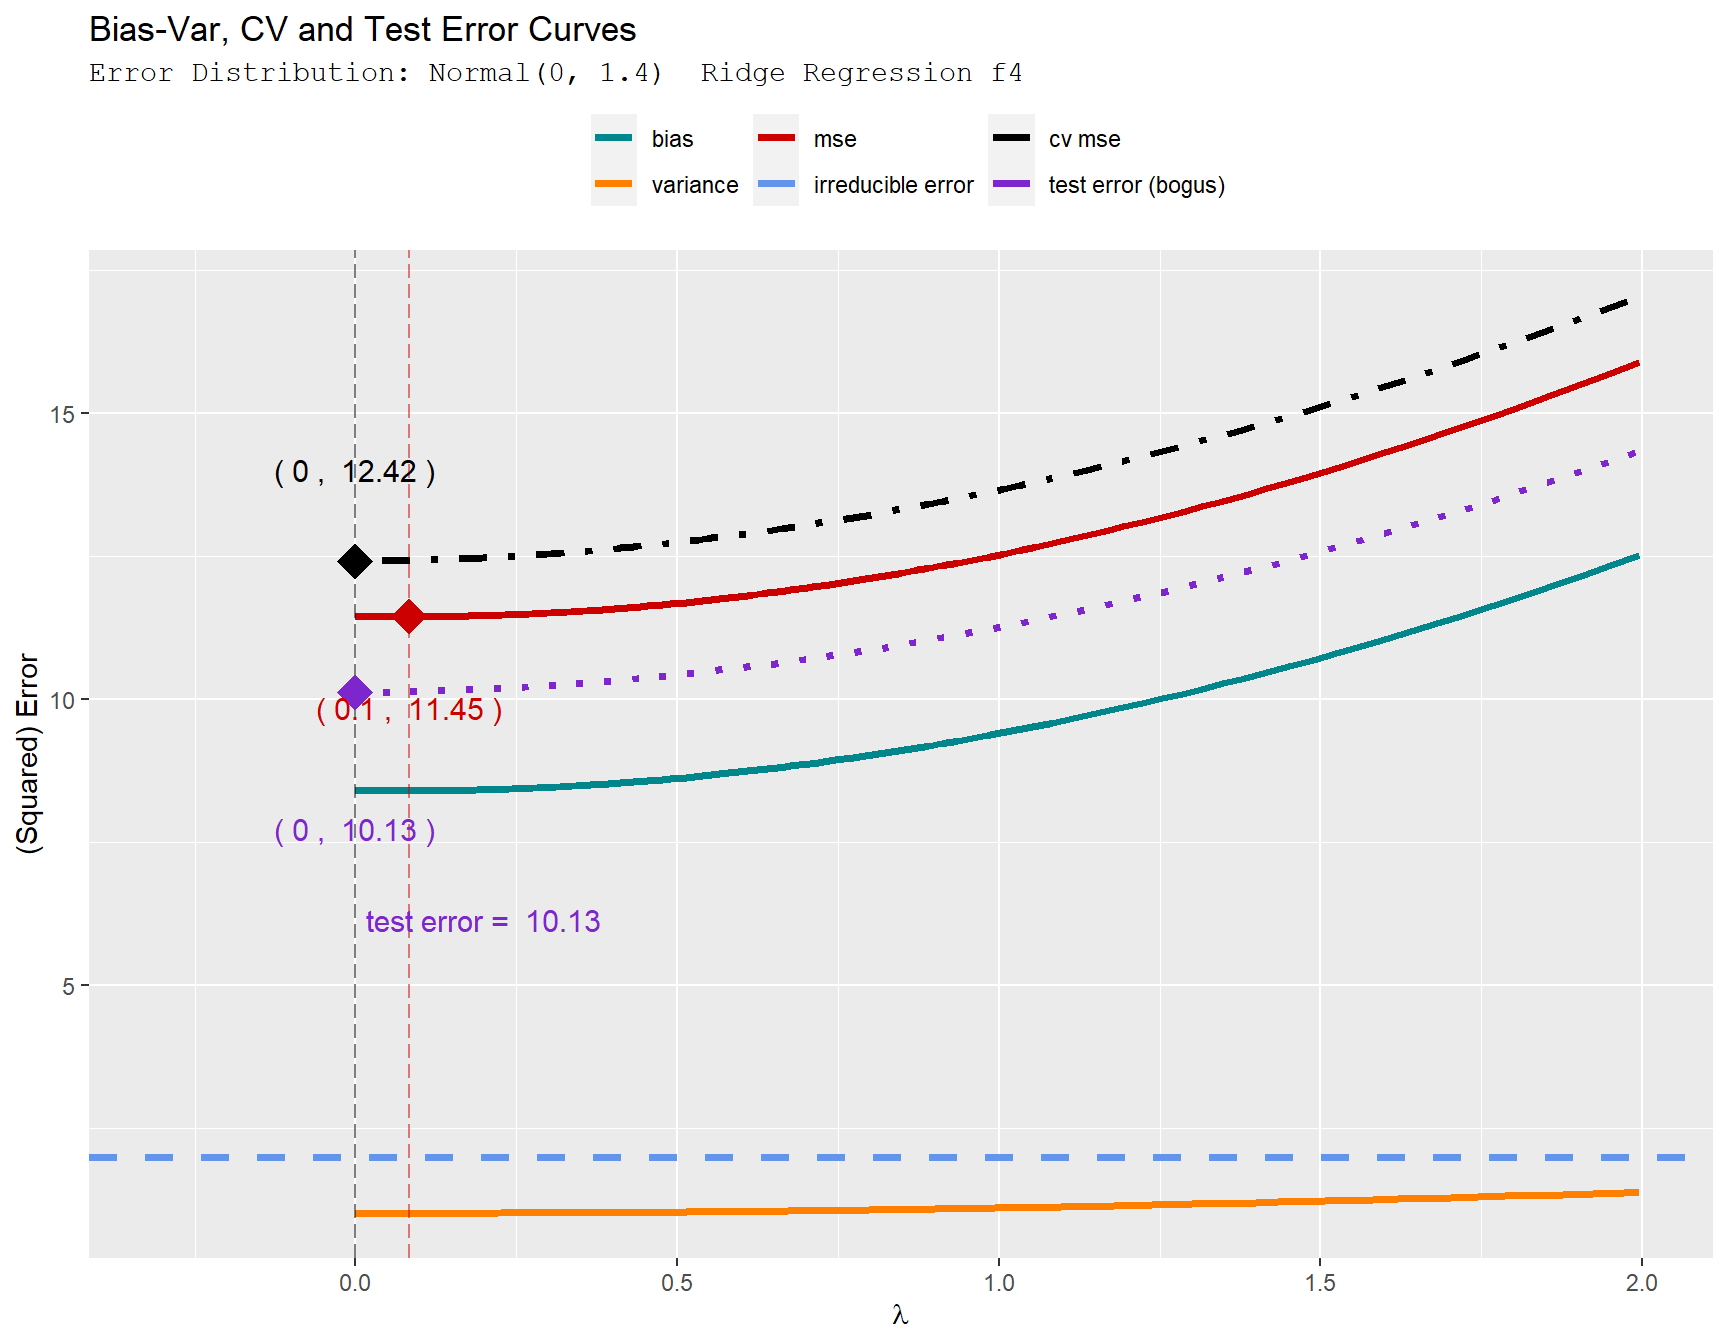 Bias-Var, CV and Test Error Curves
Error Distribution: Normal(0, 1.4)  Ridge Regression f4
bias
mse
cv mse
variance
irreducible error
test error (bogus)
(Squared) Error
15
10
5
( 0 ,  12.42 )
( 0.1 ,  11.45 )
( 0 ,  10.13 )
test error =  10.13
0.0
0.5
1.0
1.5
2.0
λ